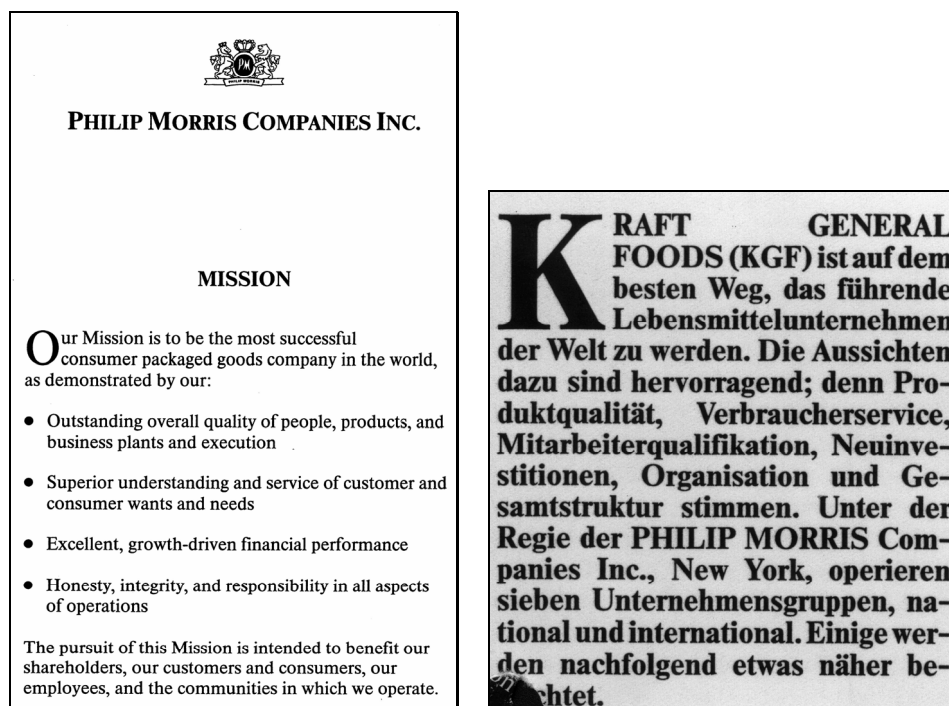 PM
PHILIP MORRIS
PHILIP MORRIS COMPANIES INC.
MISSION
Our Mission is to be the most successful
consumer packaged goods company in the world,
as demonstrated by our:
● Outstanding overall quality of people, products, and
business plants and execution
● Superior understanding and service of customer and
consumer wants and needs
● Excellent, growth-driven financial performance
● Honesty, integrity, and responsibility in all aspects
of operations
The pursuit of this Mission is intended to benefit our
shareholders, our customers and consumers, our
employees, and the communities in which we operate.
KRAFT GENERAL
FOODS (KGF) ist auf dem
besten Weg, das führende
Lebensmittelunternehmen
der Welt zu werden. Die Aussichten
dazu sind hervorragend; denn Pro-
duktqualität, Verbraucherservice,
Mitarbeiterqualifikation, Neuinve-
stitionen, Organisation und Ge-
samtstruktur stimmen. Unter der
Regie der PHILIP MORRIS Com-
panies Inc., New York, operieren
sieben Unternehmensgruppen, na-
tional und international. Einige wer-
den nachfolgend etwas näher be-
chtet.